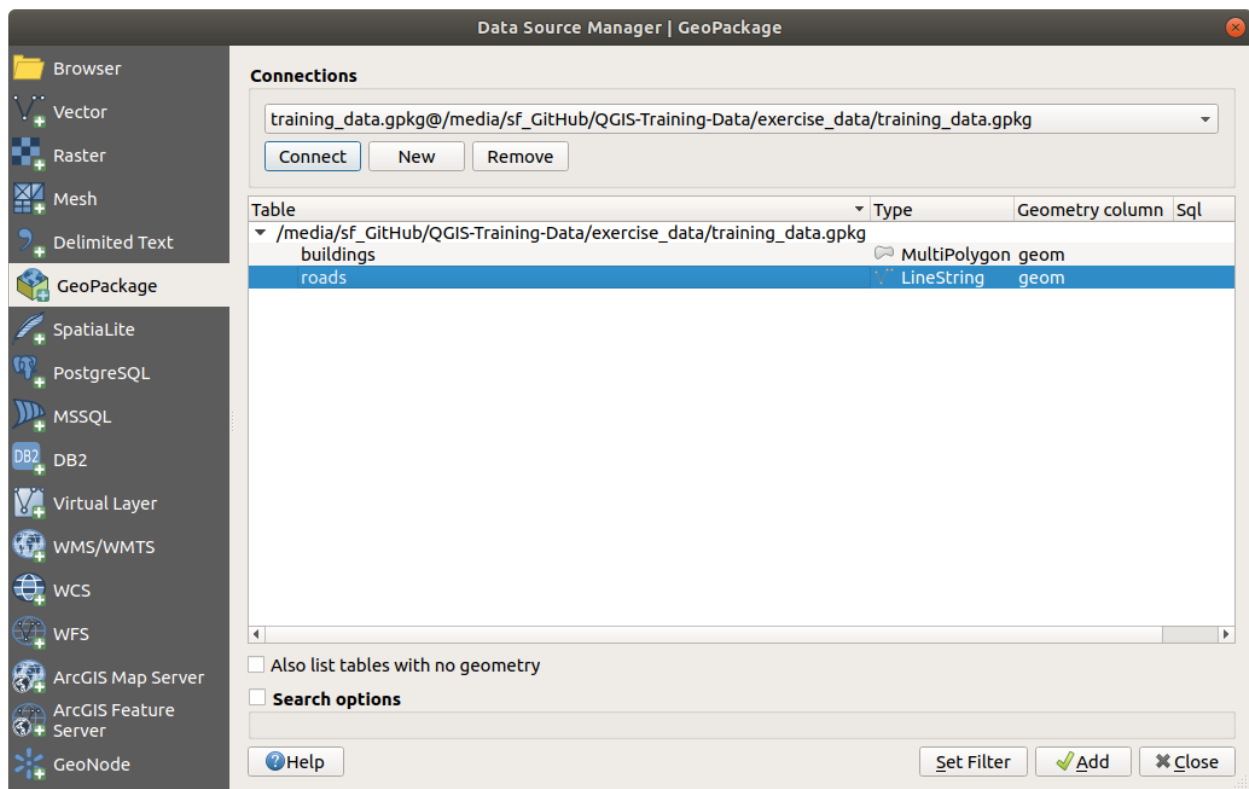 Data Source Manager | GeoPackage
Browser
Vector
Raster
Mesh
Delimited Text
GeoPackage
SpatiaLite
PostgreSQL
MSSQL
DB2
DB2
Virtual Layer
WMS/WMTS
WCS
WFS
ArcGIS Map Server
ArcGIS Feature
Server
GeoNode
Connections
training_data.gpkg@/media/sf_GitHub/QGIS-Training-Data/exercise_data/training_data.gpkg
Connect New Remove
Table Type Geometry column Sql
/media/sf_GitHub/QGIS-Training-Data/exercise_data/training_data.gpkg
buildings MultiPolygon geom
roads LineString geom
Also list tables with no geometry
Search options
Help Set Filter Add Close